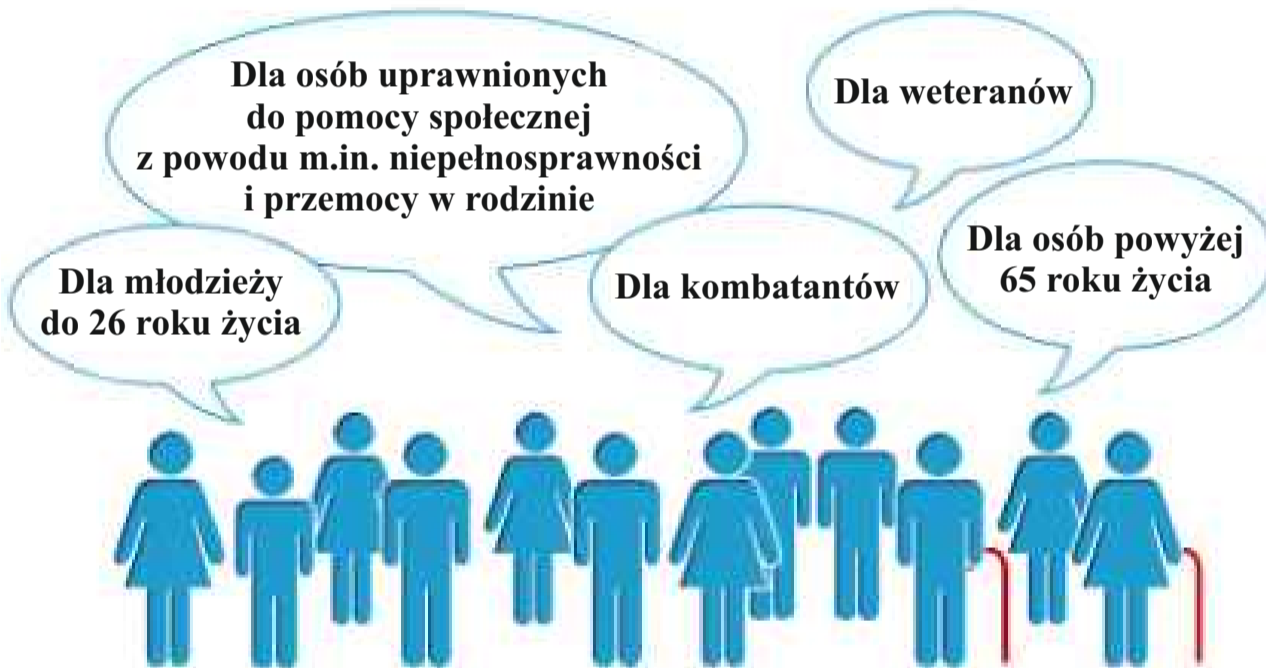 Dla osób uprawnionych
do pomocy społecznej
z powodu m.in. niepełnosprawności
i przemocy w rodzinie
Dla weteranów
Dla osób powyżej
65 roku życia
Dla młodzieży
do 26 roku życia
Dla kombatantów